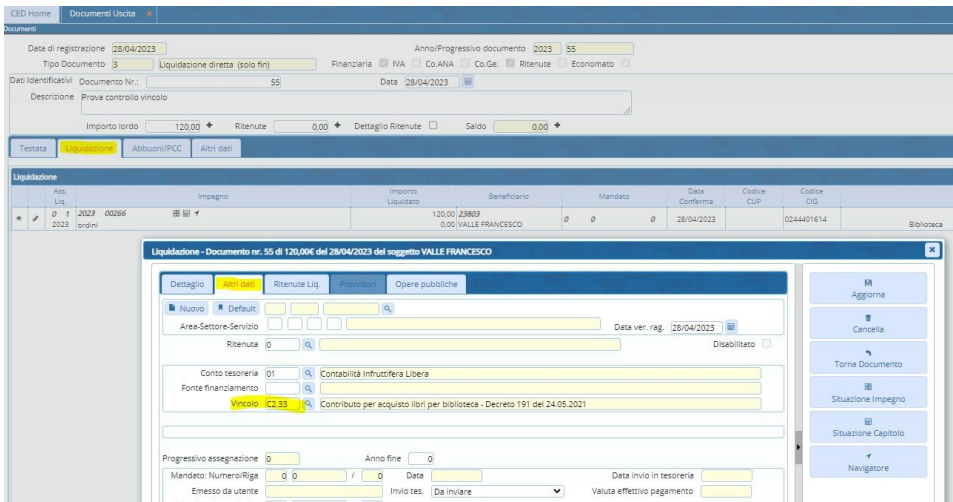 CED Home Documenti Uscita ×
Documenti
Data di registrazione 28/04/2023 Anno/Progressivo documento 2023 55
Tipo Documento 3 Liquidazione diretta (solo fin) Finanziaria IVA Co.ANA Co.Ge. Ritenute Economato
Dati Identificativi Documento Nr.: 55 Data 28/04/2023
Descrizione Prova controllo vincolo
Importo lordo 120,00 Ritenute 0,00 Dettaglio Ritenute Saldo 0,00
Testata Liquidazione Abbuoni/PCC Altri dati
Liquidazione
Ass. Liq. Impegno Importo Liquidato Beneficiario Mandato Data Conferma Codice CUP Codice CIG
0 1 2023 00266 120,00 23803 0 0 0 28/04/2023 0244401614
2023 ordini 0,00 VALLE FRANCESCO Biblioteca
Liquidazione - Documento nr. 55 di 120,00€ del 28/04/2023 del soggetto VALLE FRANCESCO
Dettaglio Altri dati Ritenute Liq. Provvisori Opere pubbliche
Nuovo Default
Area-Settore-Servizio Data ver. rag. 28/04/2023
Ritenuta 0 Disabilitato
Conto tesoreria 01 Contabilità Infruttifera Libera
Fonte finanziamento
Vincolo C2.33 Contributo per acquisto libri per biblioteca - Decreto 191 del 24.05.2021
Progressivo assegnazione 0 Anno fine 0
Mandato: Numero/Riga 0 0 / 0 Data Data invio in tesoreria
Emesso da utente Invio tes. Da inviare Valuta effettivo pagamento
Aggiorna
Cancella
Torna Documento
Situazione Impegno
Situazione Capitolo
Navigatore